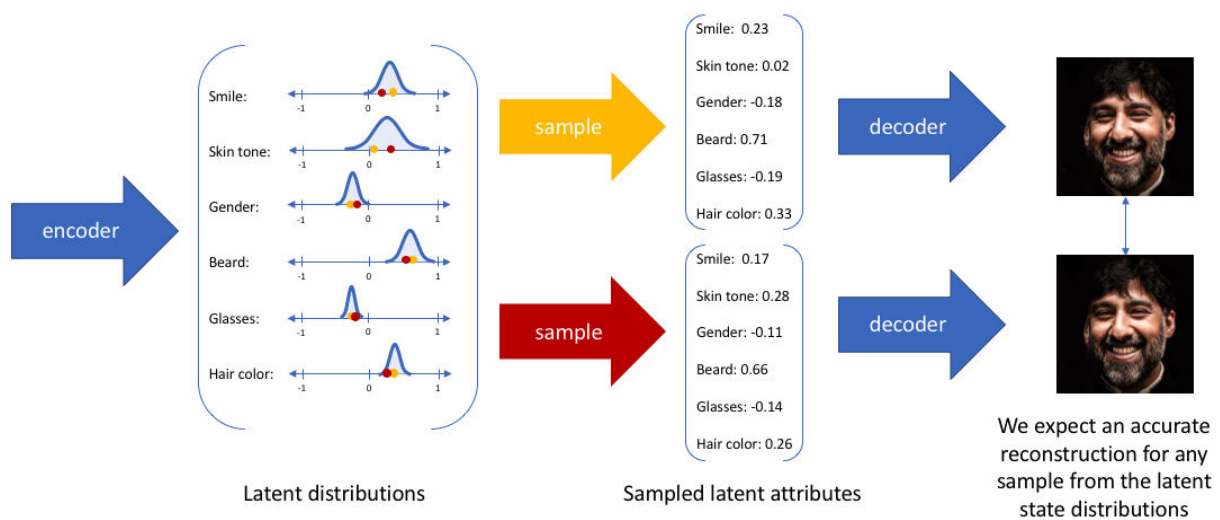 encoder
Smile:
-1 0 1
Skin tone:
-1 0 1
Gender:
-1 0 1
Beard:
-1 0 1
Glasses:
-1 0 1
Hair color:
-1 0 1
Latent distributions
sample
Smile: 0.23
Skin tone: 0.02
Gender: -0.18
Beard: 0.71
Glasses: -0.19
Hair color: 0.33
decoder
sample
Smile: 0.17
Skin tone: 0.28
Gender: -0.11
Beard: 0.66
Glasses: -0.14
Hair color: 0.26
decoder
Sampled latent attributes
We expect an accurate
reconstruction for any
sample from the latent
state distributions